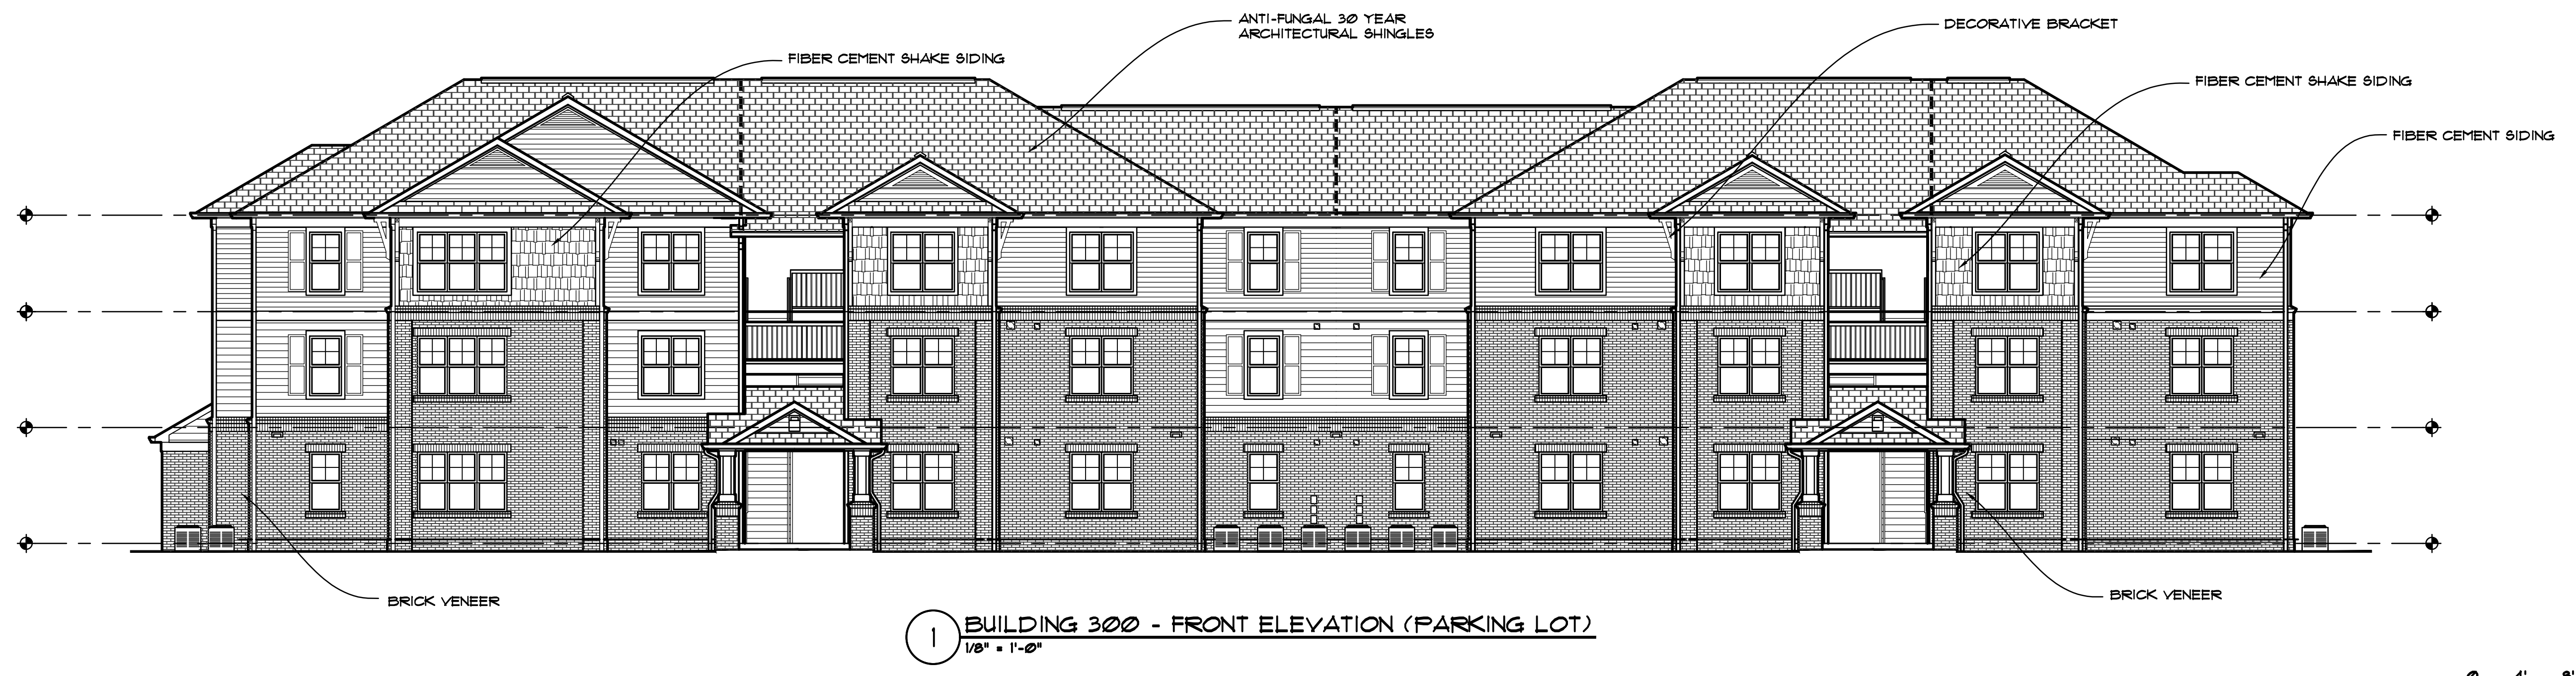 ANTI-FUNGAL 30 YEAR
ARCHITECTURAL SHINGLES
DECORATIVE BRACKET
FIBER CEMENT SHAKE SIDING
FIBER CEMENT SHAKE SIDING
FIBER CEMENT SIDING
BRICK VENEER
BRICK VENEER
1
BUILDING 300 - FRONT ELEVATION (PARKING LOT)
1/8" = 1'-0"